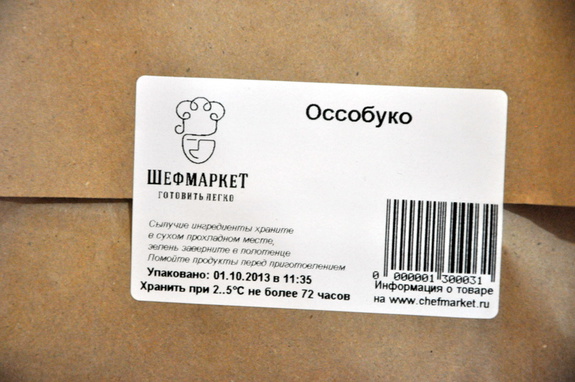 Оссобуко
ШЕФМАРКЕТ
ГОТОВИТЬ ЛЕГКО
Сыпучие ингредиенты храните
в сухом прохладном месте,
зелень заверните в полотенце
Помойте продукты перед приготовлением
Упаковано: 01.10.2013 в 11:35
Хранить при 2..5°C не более 72 часов
0 000001 300031
Информация о товаре
на www.chefmarket.ru